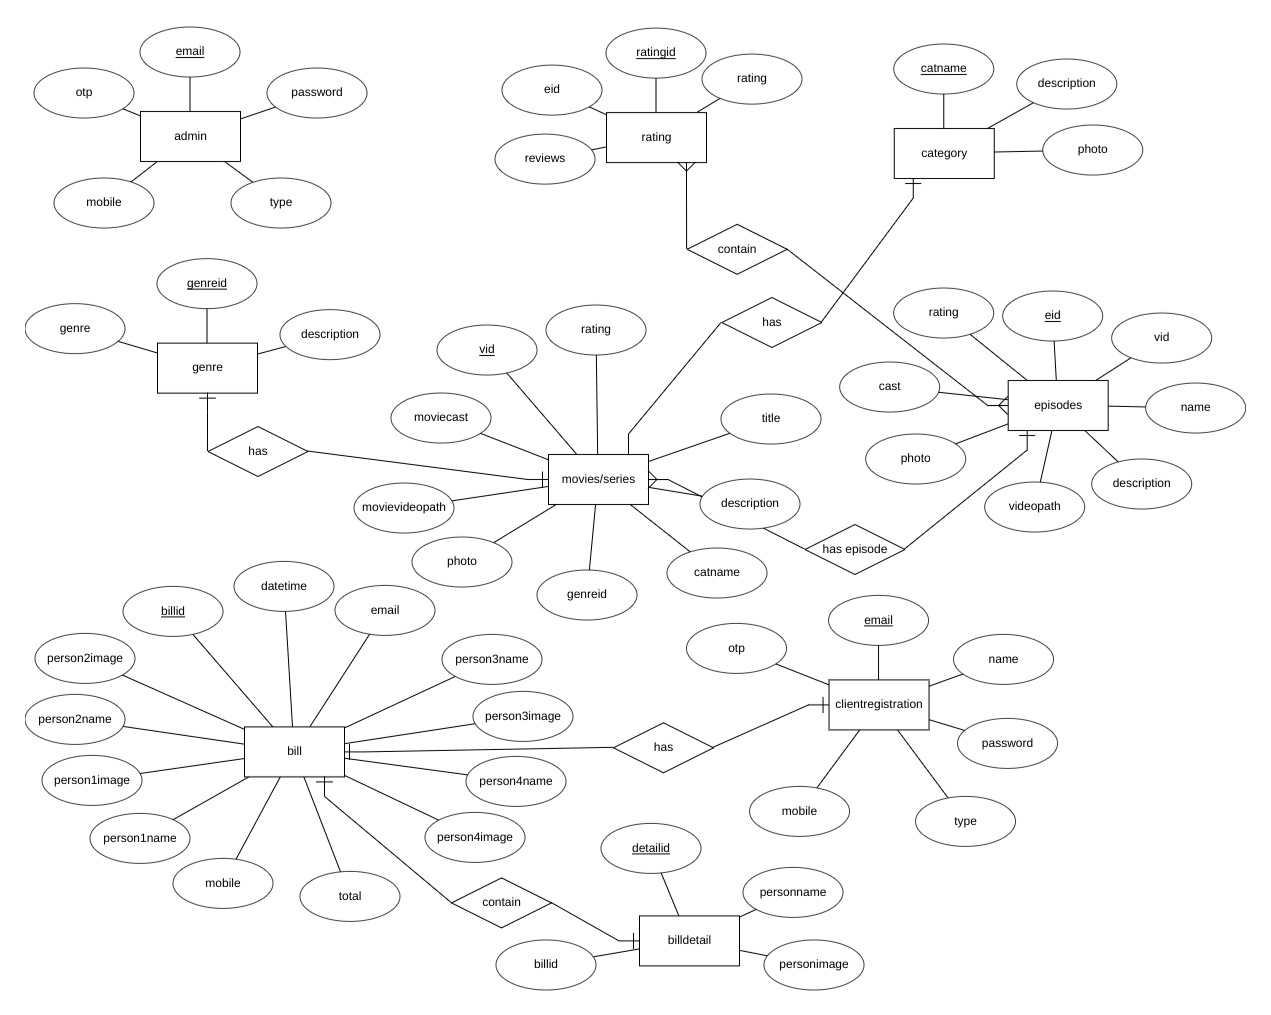 email
otp
password
admin
mobile
type
ratingid
eid
rating
rating
reviews
catname
description
category
photo
contain
genreid
genre
description
genre
has
has
vid
rating
moviecast
title
movies/series
movievideopath
description
photo
genreid
catname
rating
eid
vid
cast
episodes
name
photo
description
videopath
has episode
datetime
billid
email
person2image
person3name
person2name
person3image
bill
person1image
person4name
person1name
person4image
mobile
total
has
email
otp
name
clientregistration
password
mobile
type
contain
detailid
personname
billdetail
billid
personimage